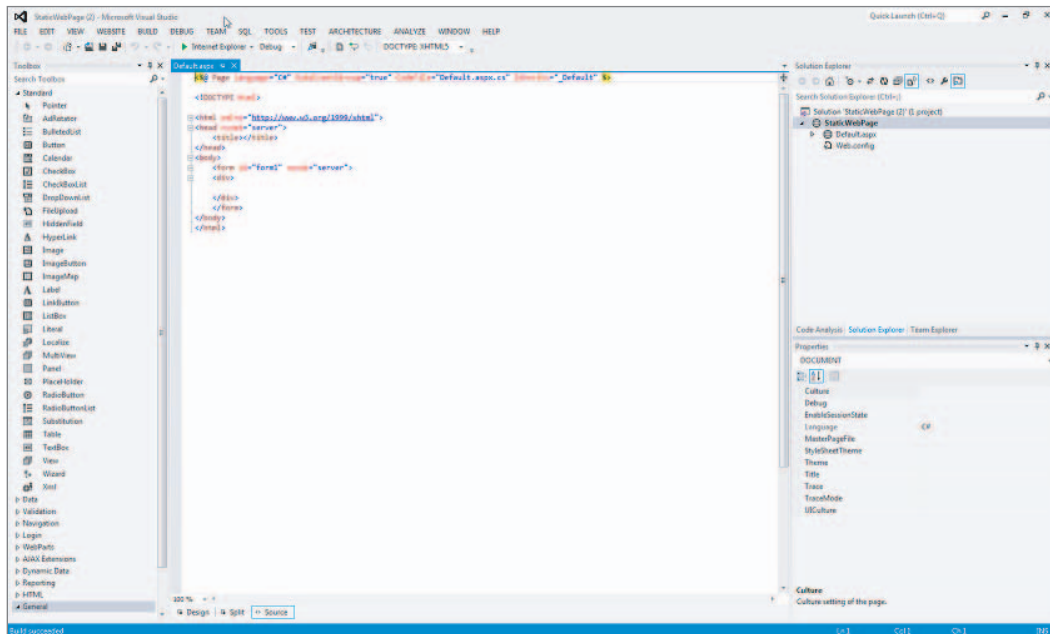 StaticWebPage (2) - Microsoft Visual Studio
Quick Launch (Ctrl+Q)
FILE EDIT VIEW WEBSITE BUILD DEBUG TEAM SQL TOOLS TEST ARCHITECTURE ANALYZE WINDOW HELP
Internet Explorer Debug DOCTYPE: XHTML5
Toolbox
Search Toolbox
Standard
Pointer
AdRotator
BulletedList
Button
Calendar
CheckBox
CheckBoxList
DropDownList
FileUpload
HiddenField
HyperLink
Image
ImageButton
ImageMap
Label
LinkButton
ListBox
Literal
Localize
MultiView
Panel
PlaceHolder
RadioButton
RadioButtonList
Substitution
Table
TextBox
View
Wizard
Xml
Data
Validation
Navigation
Login
WebParts
AJAX Extensions
Dynamic Data
Reporting
HTML
General
Default.aspx
<%@ Page Language="C#" AutoEventWireup="true" CodeFile="Default.aspx.cs" Inherits="_Default" %>
<!DOCTYPE html>
<html xmlns="http://www.w3.org/1999/xhtml">
<head runat="server">
<title></title>
</head>
<body>
<form id="form1" runat="server">
<div>
</div>
</form>
</body>
</html>
100 %
Design Split Source
Solution Explorer
Search Solution Explorer (Ctrl+;)
Solution 'StaticWebPage (2)' (1 project)
StaticWebPage
Default.aspx
Web.config
Code Analysis Solution Explorer Team Explorer
Properties
DOCUMENT
Culture
Debug
EnableSessionState
Language C#
MasterPageFile
StyleSheetTheme
Theme
Title
Trace
TraceMode
UICulture
Culture
Culture setting of the page.
Build succeeded
Ln 1 Col 1 Ch 1 INS